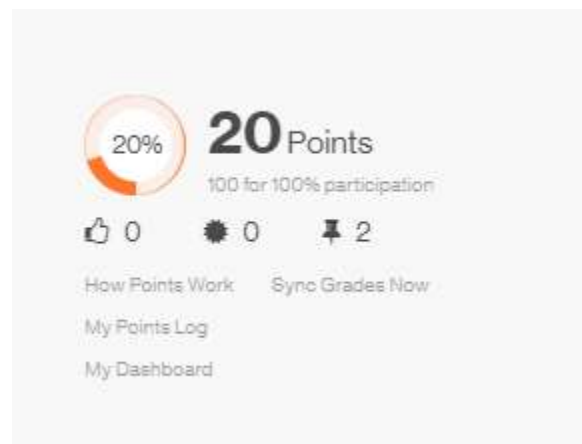 20%
20 Points
100 for 100% participation
0 0 2
How Points Work Sync Grades Now
My Points Log
My Dashboard